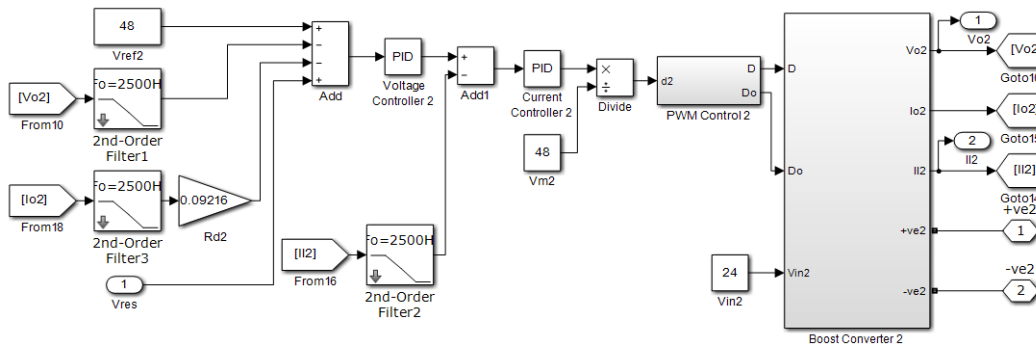 48
Vref2
[Vo2]
From10
Fo=2500H
2nd-Order
Filter1
[Io2]
From18
Fo=2500H
2nd-Order
Filter3
0.09216
Rd2
1
Vres
+
−
−
+
Add
PID
Voltage
Controller 2
+
−
Add1
[Il2]
From16
Fo=2500H
2nd-Order
Filter2
PID
Current
Controller 2
×
÷
Divide
48
Vm2
d2
D
Do
PWM Control 2
24
Vin2
D
Do
Vin2
Vo2
Io2
Il2
+ve2
-ve2
Boost Converter 2
1
Vo2
[Vo2
Goto16
[Io2]
Goto15
2
Il2
[Il2]
Goto14
+ve2
1
-ve2
2